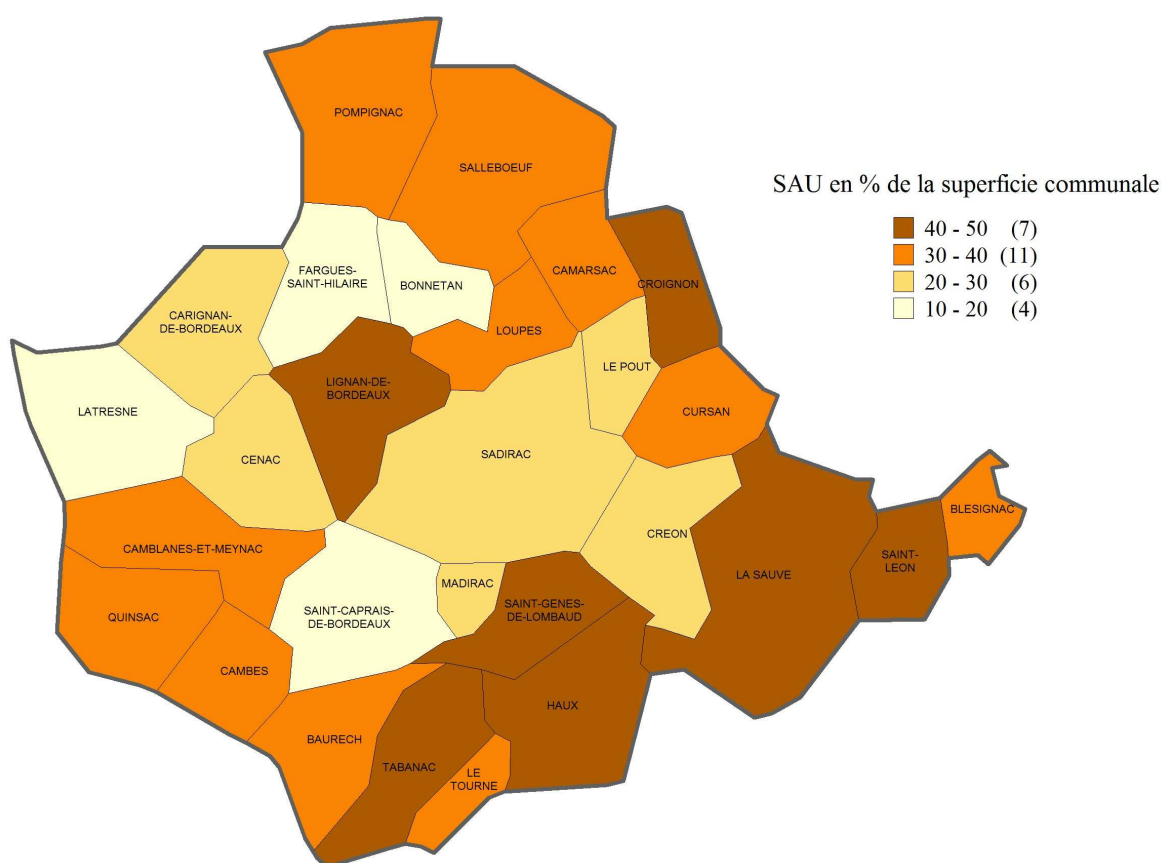 POMPIGNAC
SALLEBOEUF
SAU en % de la superficie communale
40 - 50 (7)
30 - 40 (11)
20 - 30 (6)
10 - 20 (4)
FARGUES-
SAINT-HILAIRE
BONNETAN
CAMARSAC
CROIGNON
CARIGNAN-
DE-BORDEAUX
LOUPES
LE POUT
LIGNAN-DE-
BORDEAUX
LATRESNE
CURSAN
CENAC
SADIRAC
BLESIGNAC
CAMBLANES-ET-MEYNAC
CREON
SAINT-
LEON
LA SAUVE
MADIRAC
SAINT-GENES-
DE-LOMBAUD
SAINT-CAPRAIS-
DE-BORDEAUX
QUINSAC
CAMBES
HAUX
BAURECH
TABANAC
LE
TOURNE